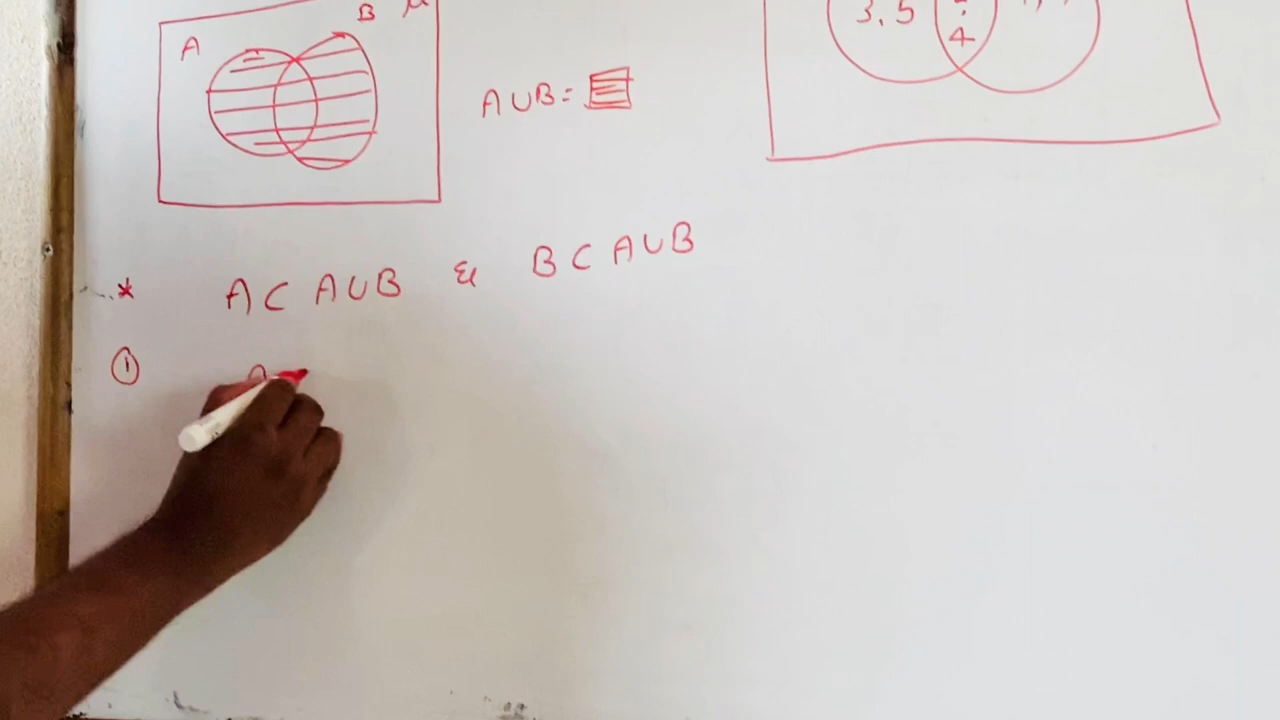 B μ
A
A ∪ B =
3, 5
4
* A ⊂ A ∪ B & B ⊂ A ∪ B
①